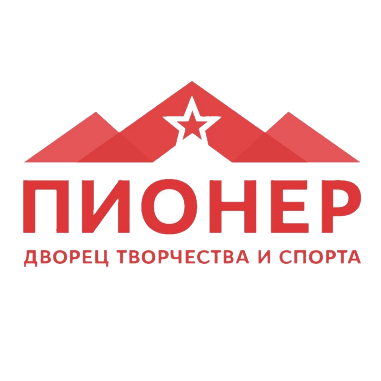 ПИОНЕР
ДВОРЕЦ ТВОРЧЕСТВА И СПОРТА